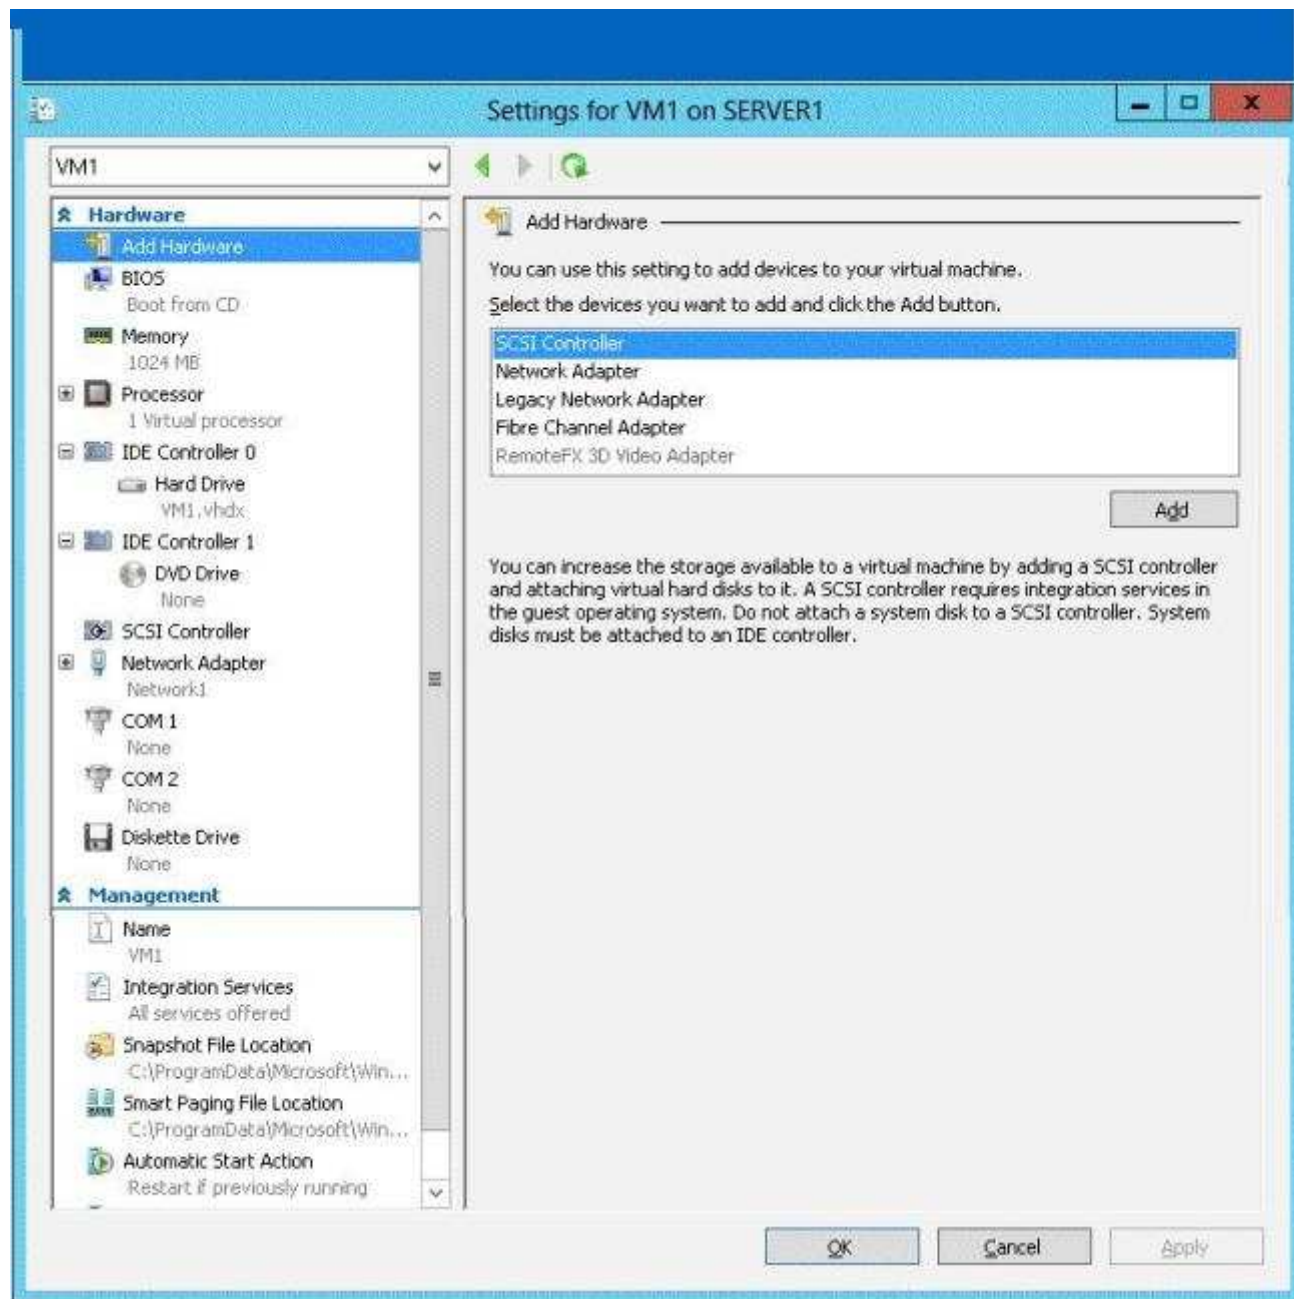 Settings for VM1 on SERVER1
VM1
Hardware
Add Hardware
BIOS
Boot from CD
Memory
1024 MB
Processor
1 Virtual processor
IDE Controller 0
Hard Drive
VM1.vhdx
IDE Controller 1
DVD Drive
None
SCSI Controller
Network Adapter
Network1
COM 1
None
COM 2
None
Diskette Drive
None
Management
Name
VM1
Integration Services
All services offered
Snapshot File Location
C:\ProgramData\Microsoft\Win...
Smart Paging File Location
C:\ProgramData\Microsoft\Win...
Automatic Start Action
Restart if previously running
Add Hardware
You can use this setting to add devices to your virtual machine.
Select the devices you want to add and click the Add button.
SCSI Controller
Network Adapter
Legacy Network Adapter
Fibre Channel Adapter
RemoteFX 3D Video Adapter
Add
You can increase the storage available to a virtual machine by adding a SCSI controller
and attaching virtual hard disks to it. A SCSI controller requires integration services in
the guest operating system. Do not attach a system disk to a SCSI controller. System
disks must be attached to an IDE controller.
OK
Cancel
Apply